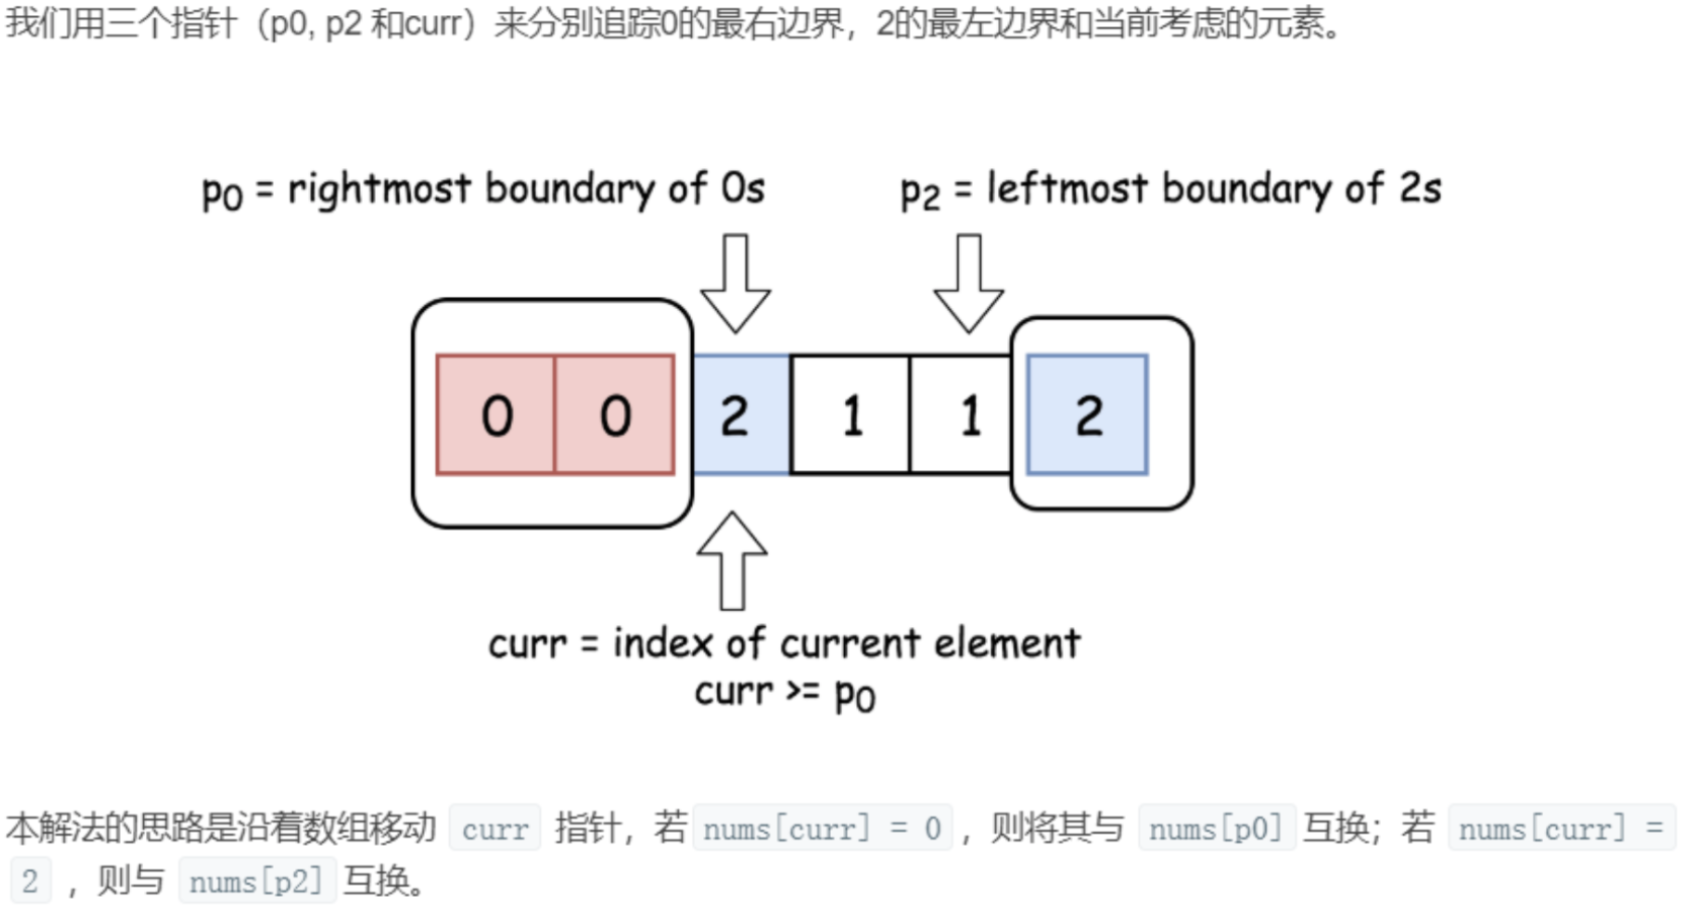 我们用三个指针（p0, p2 和curr）来分别追踪0的最右边界，2的最左边界和当前考虑的元素。
p0 = rightmost boundary of 0s
p2 = leftmost boundary of 2s
0 0 2 1 1 2
curr = index of current element
curr >= p0
本解法的思路是沿着数组移动 curr 指针，若 nums[curr] = 0 ，则将其与 nums[p0] 互换；若 nums[curr] =
2 ，则与 nums[p2] 互换。